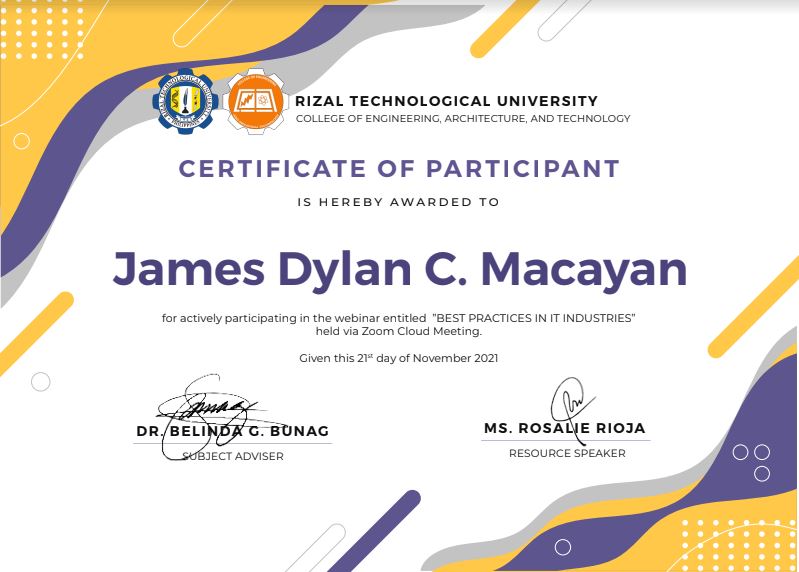 RIZAL TECHNOLOGICAL UNIVERSITY
COLLEGE OF ENGINEERING, ARCHITECTURE, AND TECHNOLOGY
CERTIFICATE OF PARTICIPANT
IS HEREBY AWARDED TO
James Dylan C. Macayan
for actively participating in the webinar entitled "BEST PRACTICES IN IT INDUSTRIES"
held via Zoom Cloud Meeting.
Given this 21st day of November 2021
DR. BELINDA G. BUNAG
SUBJECT ADVISER
MS. ROSALIE RIOJA
RESOURCE SPEAKER